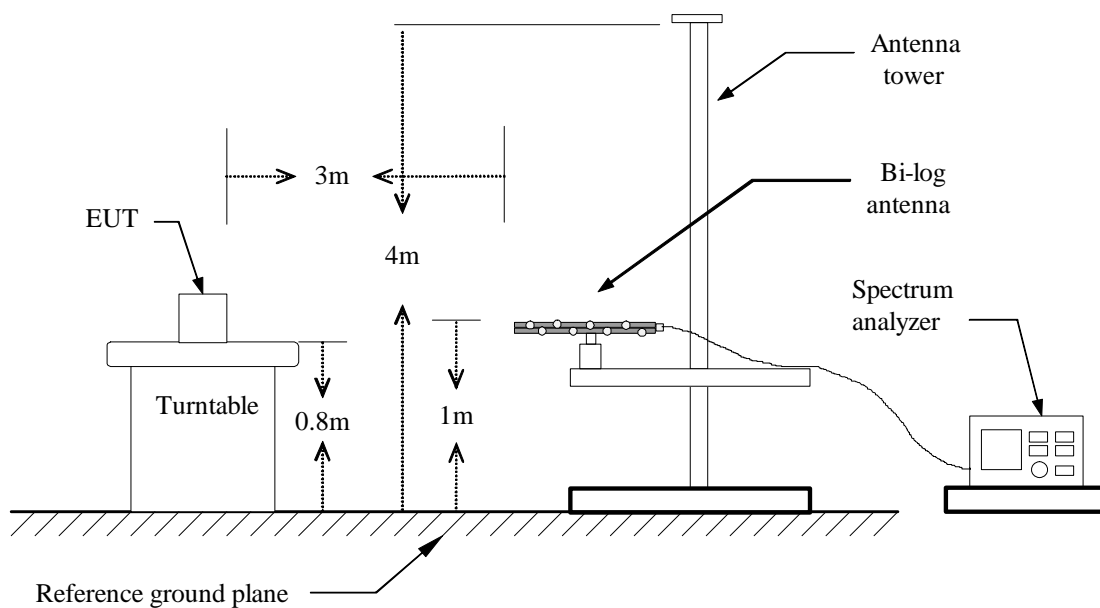 Antenna
tower
3m
Bi-log
antenna
EUT
4m
Spectrum
analyzer
Turntable
0.8m
1m
Reference ground plane